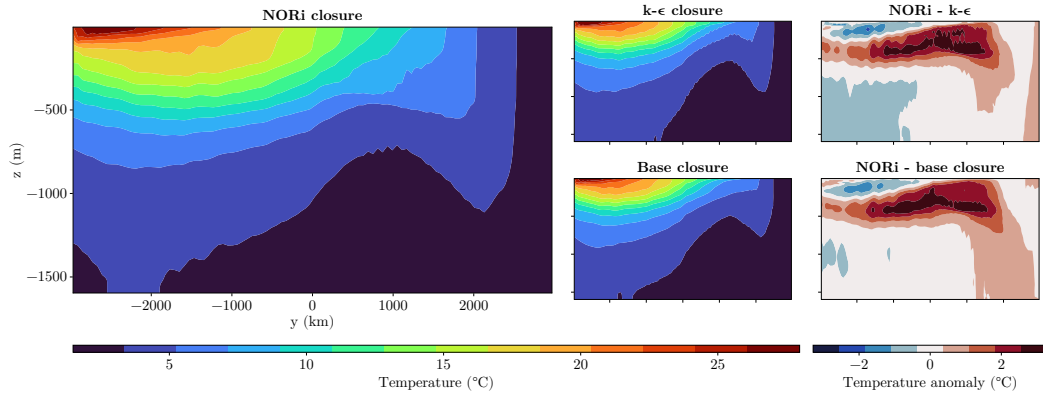 NORi closure
k-ϵ closure
NORi - k-ϵ
−500
−1000
−1500
z (m)
−2000
−1000
0
1000
2000
y (km)
Base closure
NORi - base closure
5
10
15
20
25
Temperature (°C)
−2
0
2
Temperature anomaly (°C)